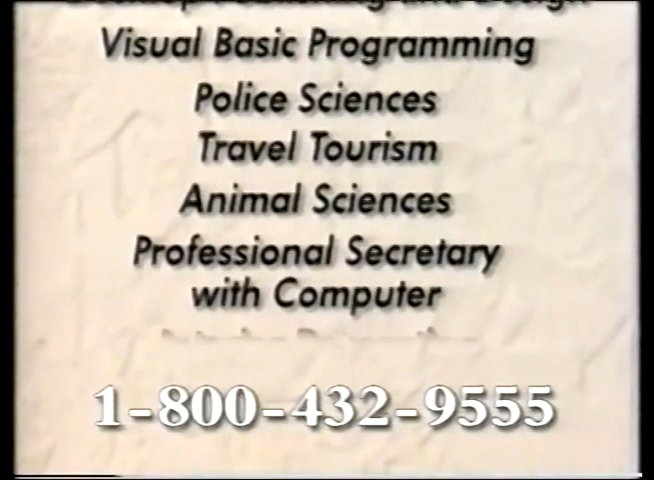 Visual Basic Programming
Police Sciences
Travel Tourism
Animal Sciences
Professional Secretary
with Computer
1-800-432-9555